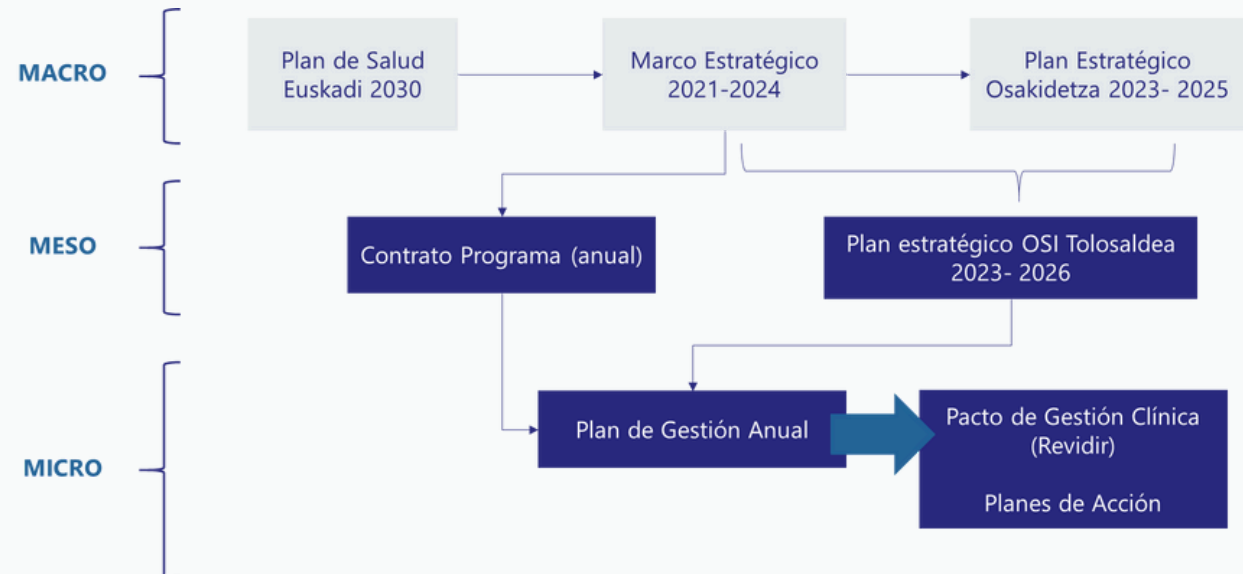 MACRO
Plan de Salud
Euskadi 2030
Marco Estratégico
2021-2024
Plan Estratégico
Osakidetza 2023- 2025
MESO
Contrato Programa (anual)
Plan estratégico OSI Tolosaldea
2023- 2026
MICRO
Plan de Gestión Anual
Pacto de Gestión Clínica
(Revidir)
Planes de Acción